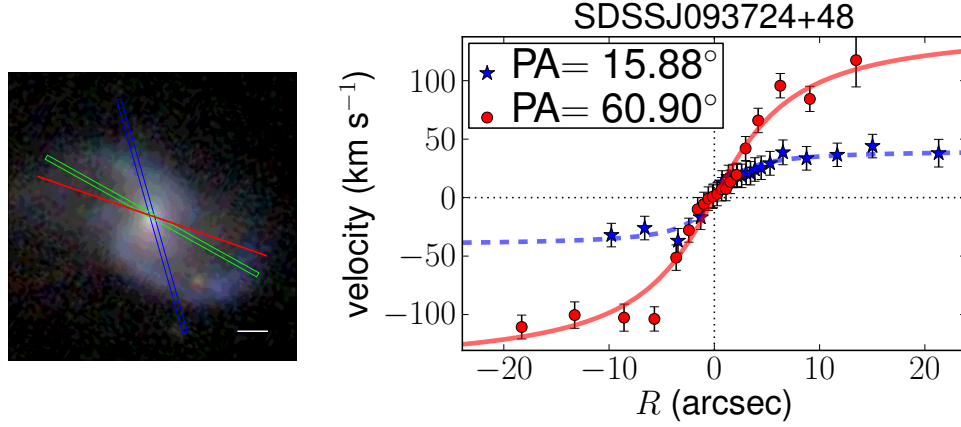 SDSSJ093724+48
PA= 15.88°
PA= 60.90°
100
50
0
−50
−100
velocity (km s⁻¹)
−20 −10 0 10 20
R (arcsec)